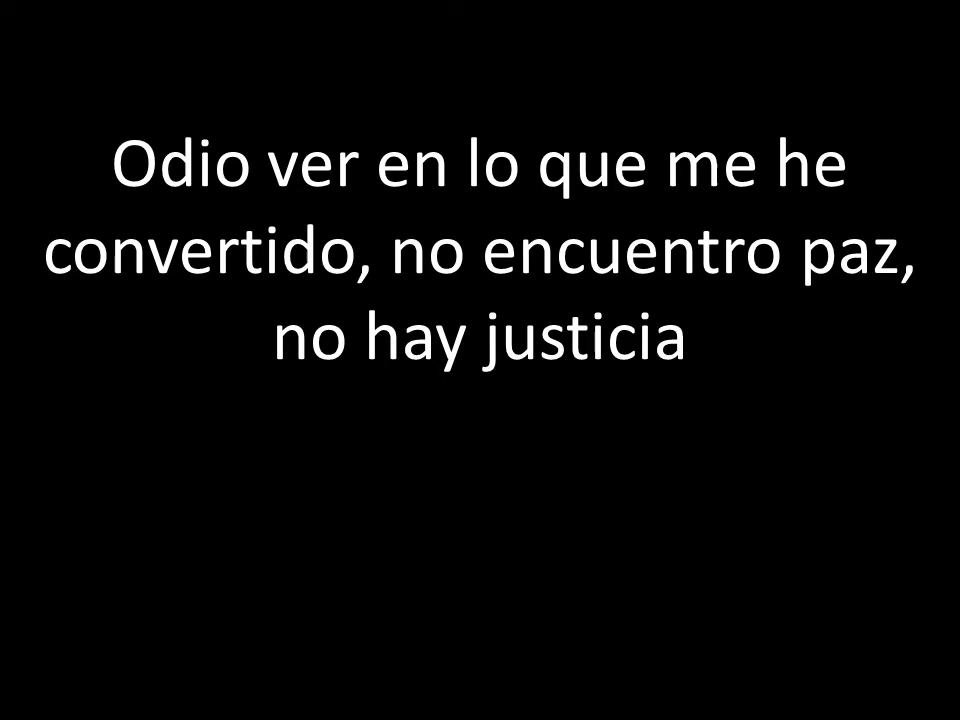 Odio ver en lo que me he
convertido, no encuentro paz,
no hay justicia